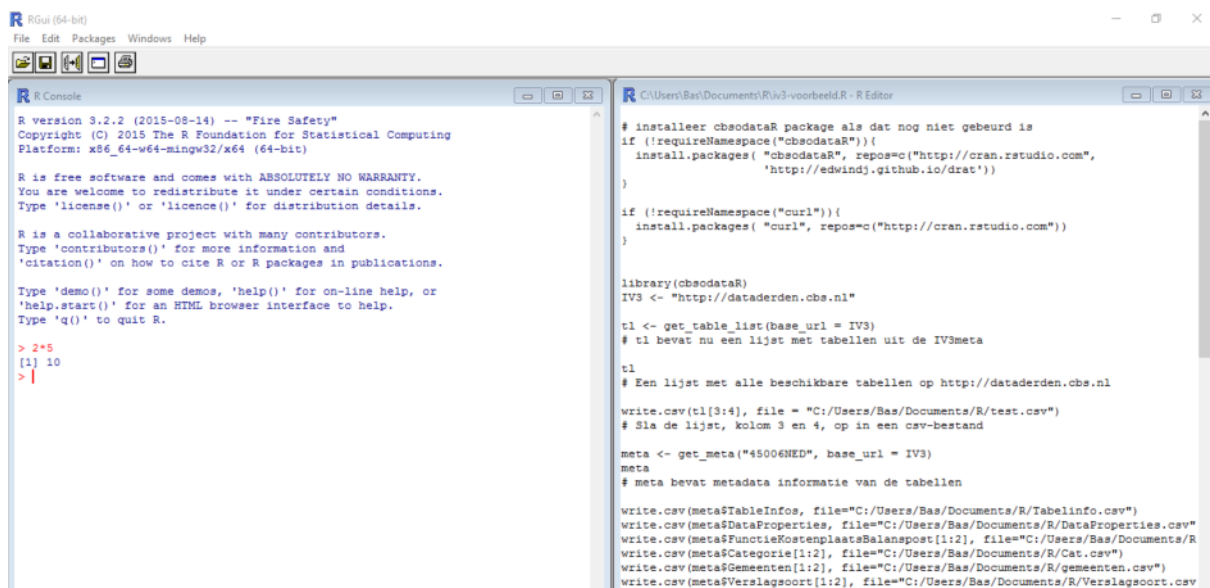 RGui (64-bit)
File Edit Packages Windows Help
R Console
R version 3.2.2 (2015-08-14) -- "Fire Safety"
Copyright (C) 2015 The R Foundation for Statistical Computing
Platform: x86_64-w64-mingw32/x64 (64-bit)
R is free software and comes with ABSOLUTELY NO WARRANTY.
You are welcome to redistribute it under certain conditions.
Type 'license()' or 'licence()' for distribution details.
R is a collaborative project with many contributors.
Type 'contributors()' for more information and
'citation()' on how to cite R or R packages in publications.
Type 'demo()' for some demos, 'help()' for on-line help, or
'help.start()' for an HTML browser interface to help.
Type 'q()' to quit R.
> 2*5
[1] 10
>
C:\Users\Bas\Documents\R\iv3-voorbeeld.R - R Editor
# installeer cbsodataR package als dat nog niet gebeurd is
if (!requireNamespace("cbsodataR")){
install.packages( "cbsodataR", repos=c("http://cran.rstudio.com",
'http://edwindj.github.io/drat'))
}
if (!requireNamespace("curl")){
install.packages( "curl", repos=c("http://cran.rstudio.com"))
}
library(cbsodataR)
IV3 <- "http://dataderden.cbs.nl"
tl <- get_table_list(base_url = IV3)
# tl bevat nu een lijst met tabellen uit de IV3meta
tl
# Een lijst met alle beschikbare tabellen op http://dataderden.cbs.nl
write.csv(tl[3:4], file = "C:/Users/Bas/Documents/R/test.csv")
# Sla de lijst, kolom 3 en 4, op in een csv-bestand
meta <- get_meta("45006NED", base_url = IV3)
meta
# meta bevat metadata informatie van de tabellen
write.csv(meta$TableInfos, file="C:/Users/Bas/Documents/R/Tabelinfo.csv")
write.csv(meta$DataProperties, file="C:/Users/Bas/Documents/R/DataProperties.csv"
write.csv(meta$FunctieKostenplaatsBalanspost[1:2], file="C:/Users/Bas/Documents/R
write.csv(meta$Categorie[1:2], file="C:/Users/Bas/Documents/R/Cat.csv")
write.csv(meta$Gemeenten[1:2], file="C:/Users/Bas/Documents/R/gemeenten.csv")
write.csv(meta$Verslagsoort[1:2], file="C:/Users/Bas/Documents/R/Verslagsoort.csv